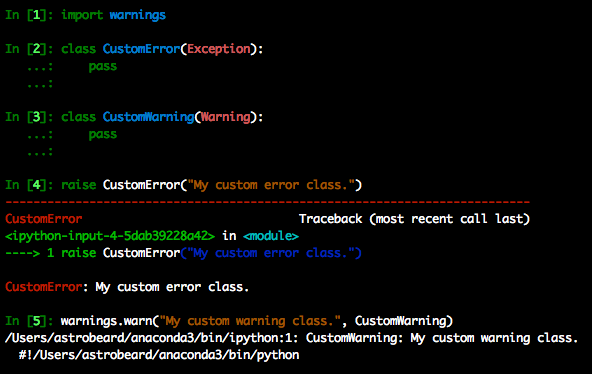 In [1]: import warnings
In [2]: class CustomError(Exception):
   ...:     pass
   ...:
In [3]: class CustomWarning(Warning):
   ...:     pass
   ...:
In [4]: raise CustomError("My custom error class.")
---------------------------------------------------------------------------
CustomError                               Traceback (most recent call last)
<ipython-input-4-5dab39228a42> in <module>
----> 1 raise CustomError("My custom error class.")
CustomError: My custom error class.
In [5]: warnings.warn("My custom warning class.", CustomWarning)
/Users/astrobeard/anaconda3/bin/ipython:1: CustomWarning: My custom warning class.
  #!/Users/astrobeard/anaconda3/bin/python